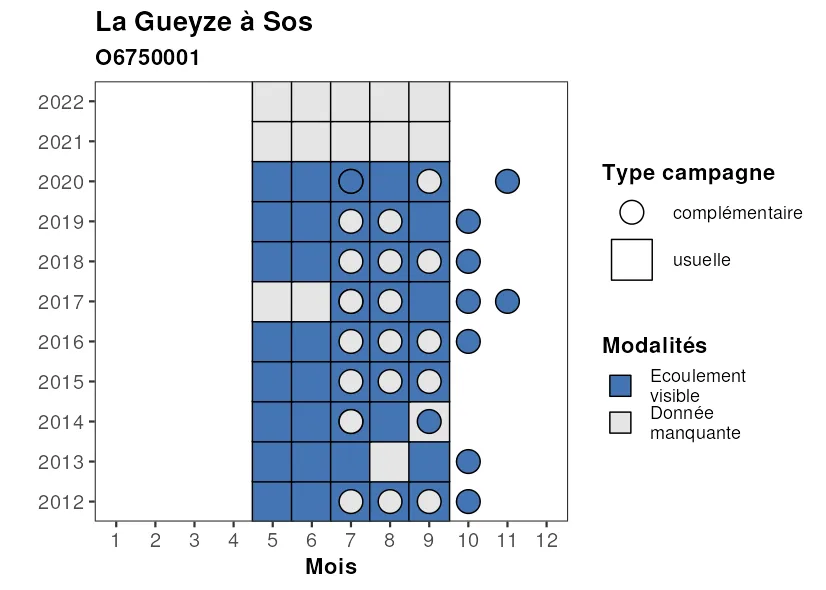 La Gueyze à Sos
O6750001
2022
2021
2020
2019
2018
2017
2016
2015
2014
2013
2012
1 2 3 4 5 6 7 8 9 10 11 12
Mois
Type campagne
complémentaire
usuelle
Modalités
Ecoulement
visible
Donnée
manquante